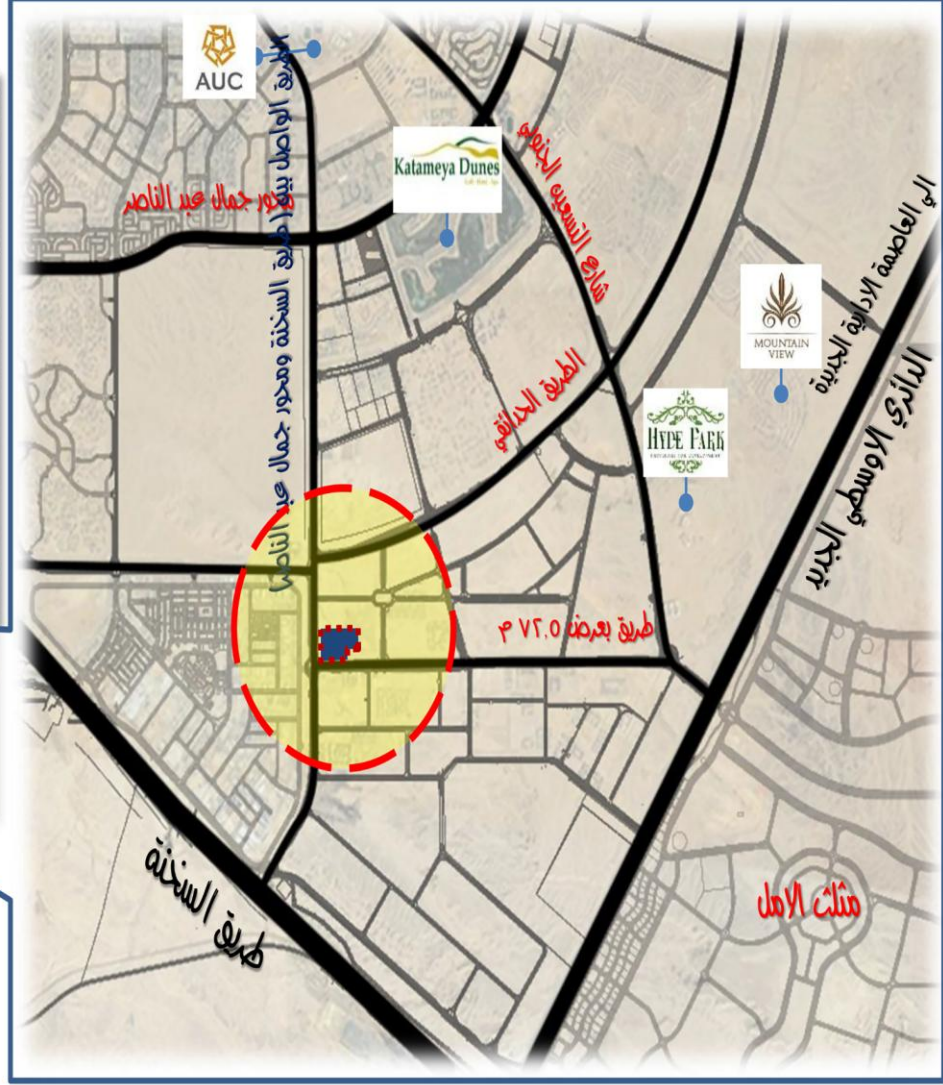 AUC
Katameya Dunes
محور جمال عبد الناصر
الطريق الواصل بين (طريق السخنة ومحور جمال عبد الناصر)
شارع التسعين الجنوبي
الي العاصمة الادارية الجديدة
MOUNTAIN
VIEW
الدائري الاوسطي الجديد
الطريق الحدائقي
HYDE PARK
طريق بعرض ٧٢.٥ م
طريق السخنة
مثلث الامل